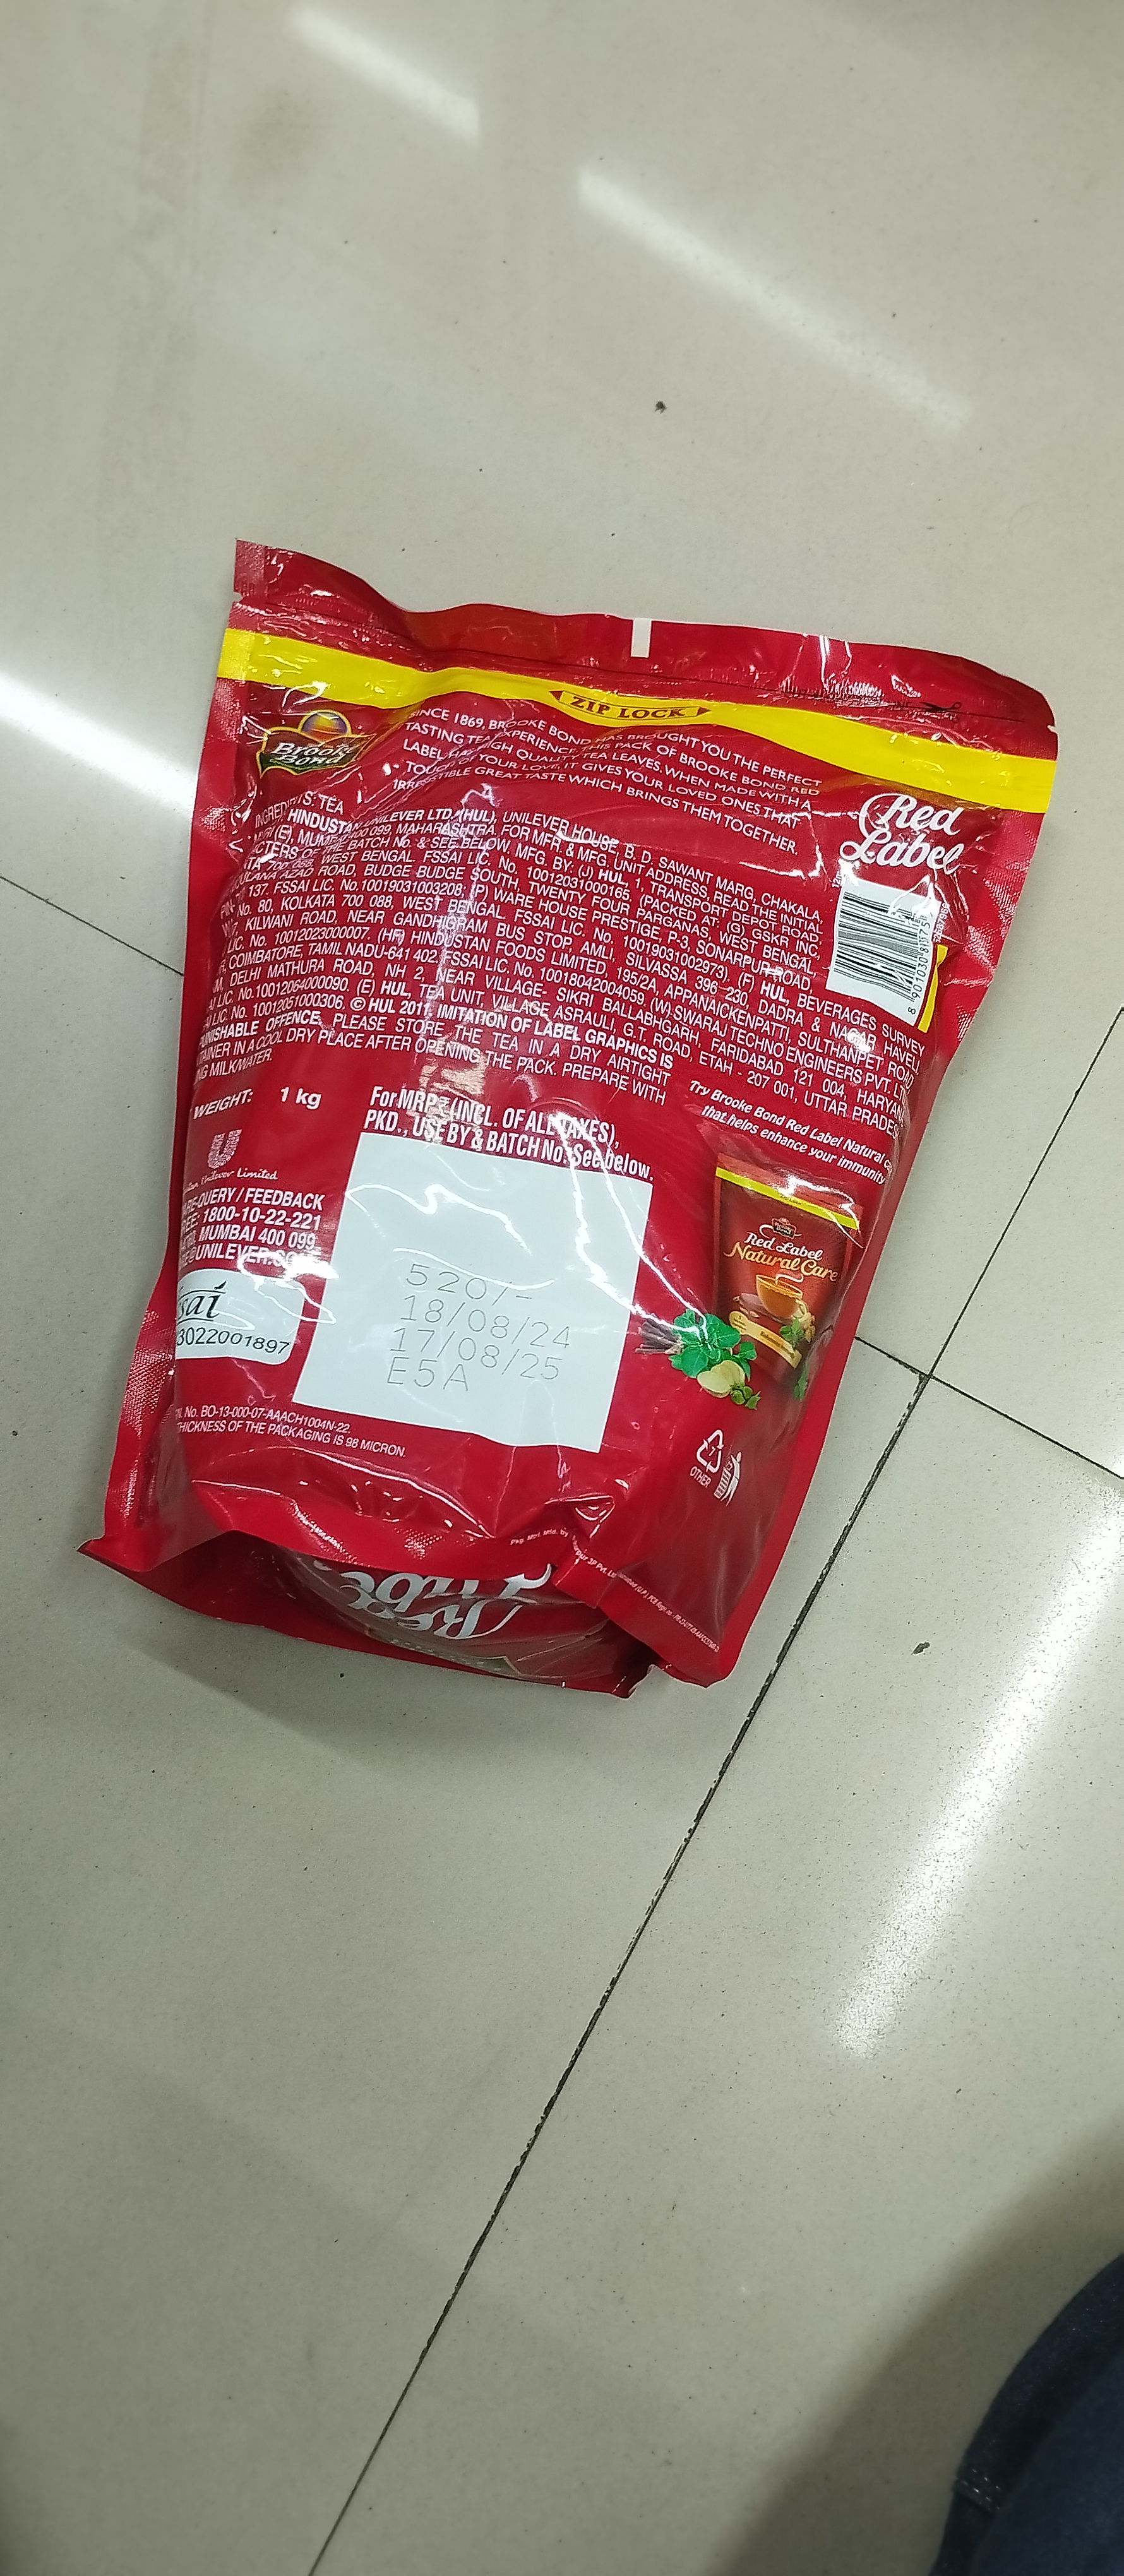 ZIP LOCK
Brooke
Bond
SINCE 1869, BROOKE BOND HAS BROUGHT YOU THE PERFECT
TASTING TEA EXPERIENCE. THIS PACK OF BROOKE BOND RED
LABEL HAS HIGH QUALITY TEA LEAVES, WHEN MADE WITH A
TOUCH OF YOUR LOVE, IT GIVES YOUR LOVED ONES THAT
GREAT TASTE WHICH BRINGS THEM TOGETHER.
Red
Label
TEA
UNILEVER LTD. (HUL), UNILEVER HOUSE, B. D. SAWANT MARG, CHAKALA,
099, MAHARASHTRA. FOR MFR. & MFG. UNIT ADDRESS, READ THE INITIAL
BATCH No. & SEE BELOW. MFG. BY: (J) HUL, 1, TRANSPORT DEPOT ROAD,
WEST BENGAL. FSSAI LIC. No. 10012031000165, (PACKED AT: (G) GSKR INC,
AZAD ROAD, BUDGE BUDGE SOUTH, TWENTY FOUR PARGANAS, WEST BENGAL,
137. FSSAI LIC. No.10019031003208; (P) WARE HOUSE PRESTIGE, P-3, SONARPUR ROAD,
No. 80, KOLKATA 700 088, WEST BENGAL. FSSAI LIC. No. 10019031002973) (F) HUL, BEVERAGES SURVEY
KILWANI ROAD, NEAR GANDHIGRAM BUS STOP, AMLI, SILVASSA 396 230, DADRA & NAGAR HAVELI,
LIC. No. 10012023000007. (HF) HINDUSTAN FOODS LIMITED, 195/2A, APPANAICKENPATTI, SULTHANPET ROAD,
COIMBATORE, TAMIL NADU-641 402. FSSAI LIC. No. 10018042004059. (W) SWARAJ TECHNO ENGINEERS PVT. LTD.
DELHI MATHURA ROAD, NH 2, NEAR VILLAGE- SIKRI BALLABHGARH, FARIDABAD 121 004, HARYANA
LIC. No.10012064000090. (E) HUL, TEA UNIT, VILLAGE ASRAULI, G.T. ROAD, ETAH - 207 001, UTTAR PRADESH
LIC. No. 10012051000306. © HUL 2017. IMITATION OF LABEL GRAPHICS IS
OFFENCE. PLEASE STORE THE TEA IN A DRY AIRTIGHT
IN A COOL DRY PLACE AFTER OPENING THE PACK. PREPARE WITH
MILK/WATER.
WEIGHT: 1 kg
For MRP ₹ (INCL. OF ALL TAXES),
PKD., USE BY & BATCH No. See below.
Try Brooke Bond Red Label Natural
that helps enhance your immunity
Unilever Limited
QUERY / FEEDBACK
1800-10-22-221
MUMBAI 400 099
@UNILEVER.
520/-
18/08/24
17/08/25
E5A
Red Label
Natural Care
3022001897
No. BO-13-000-07-AAACH1004N-22.
THICKNESS OF THE PACKAGING IS 98 MICRON.
7
OTHER
Red
Label